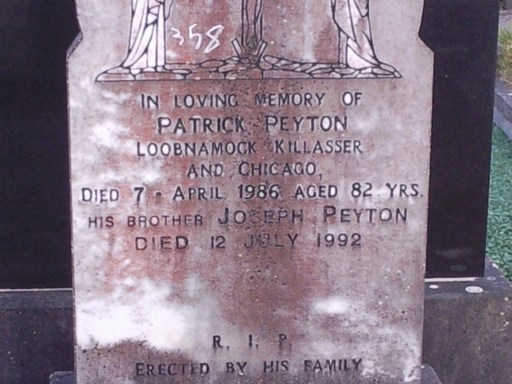 358
IN LOVING MEMORY OF
PATRICK PEYTON
LOOBNAMOCK KILLASSER
AND CHICAGO,
DIED 7 - APRIL 1986, AGED 82 YRS.
HIS BROTHER JOSEPH PEYTON
DIED 12 JULY 1992
R. I. P.
ERECTED BY HIS FAMILY